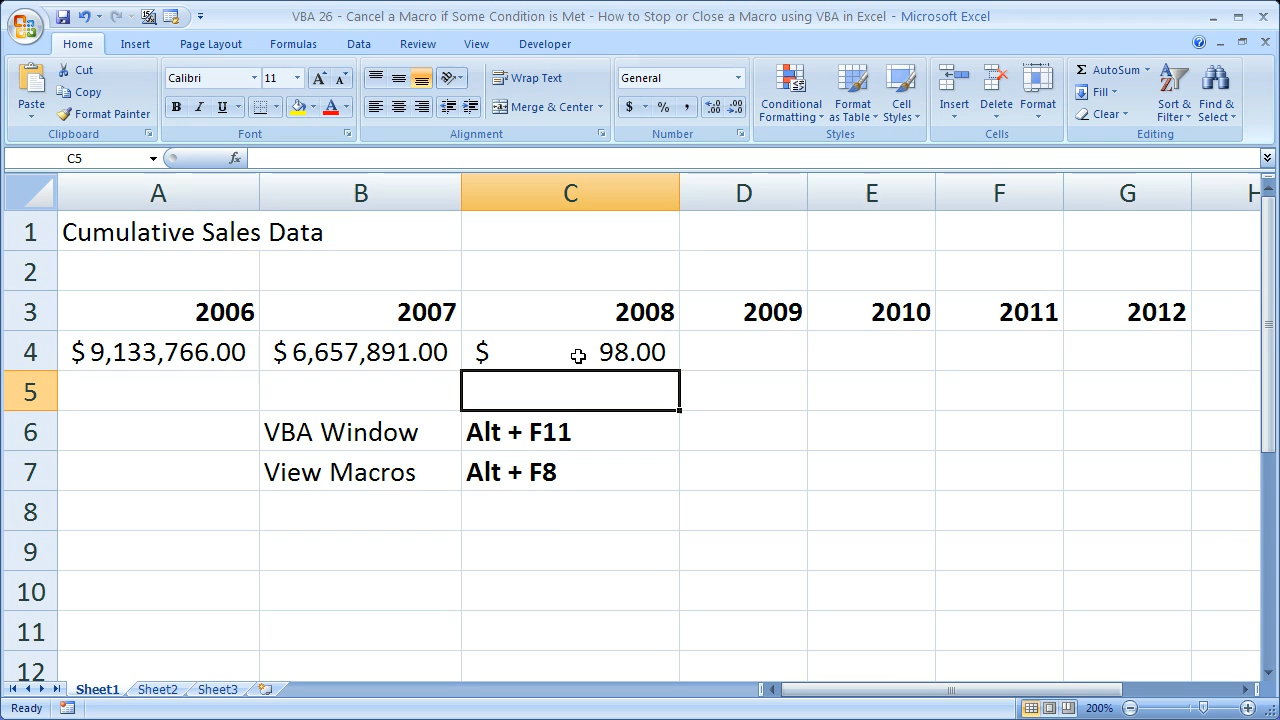 VBA 26 - Cancel a Macro if Some Condition is Met - How to Stop or Close a Macro using VBA in Excel - Microsoft Excel
Home Insert Page Layout Formulas Data Review View Developer
Paste
Cut
Copy
Format Painter
Clipboard
Calibri 11
B I U
Font
Wrap Text
Merge & Center
Alignment
General
$ % ,
Number
Conditional Formatting
Format as Table
Cell Styles
Styles
Insert
Delete
Format
Cells
AutoSum
Fill
Clear
Sort & Filter
Find & Select
Editing
C5 fx
A B C D E F G H
1 Cumulative Sales Data
2
3 2006 2007 2008 2009 2010 2011 2012
4 $ 9,133,766.00 $ 6,657,891.00 $ 98.00
5
6 VBA Window Alt + F11
7 View Macros Alt + F8
8
9
10
11
12
Sheet1 Sheet2 Sheet3
Ready 200%